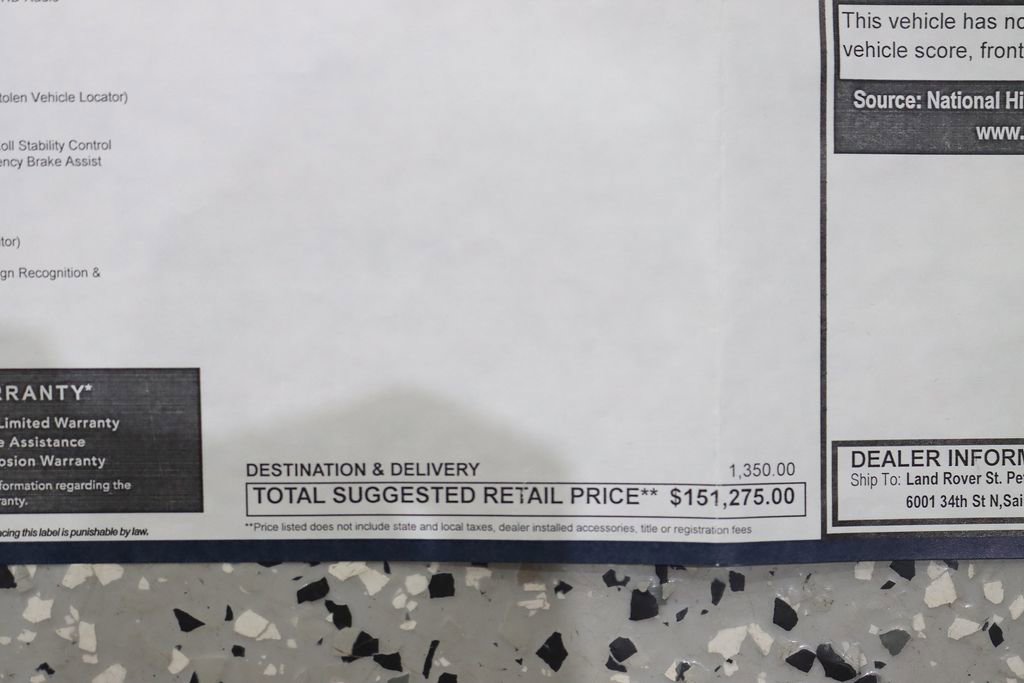 tolen Vehicle Locator)
oll Stability Control
ency Brake Assist
tor)
gn Recognition &
RRANTY*
Limited Warranty
e Assistance
osion Warranty
formation regarding the
ranty.
cing this label is punishable by law.
DESTINATION & DELIVERY 1,350.00
TOTAL SUGGESTED RETAIL PRICE** $151,275.00
**Price listed does not include state and local taxes, dealer installed accessories, title or registration fees
This vehicle has no
vehicle score, front
Source: National Hi
www.
DEALER INFORM
Ship To: Land Rover St. Pe
6001 34th St N,Sai